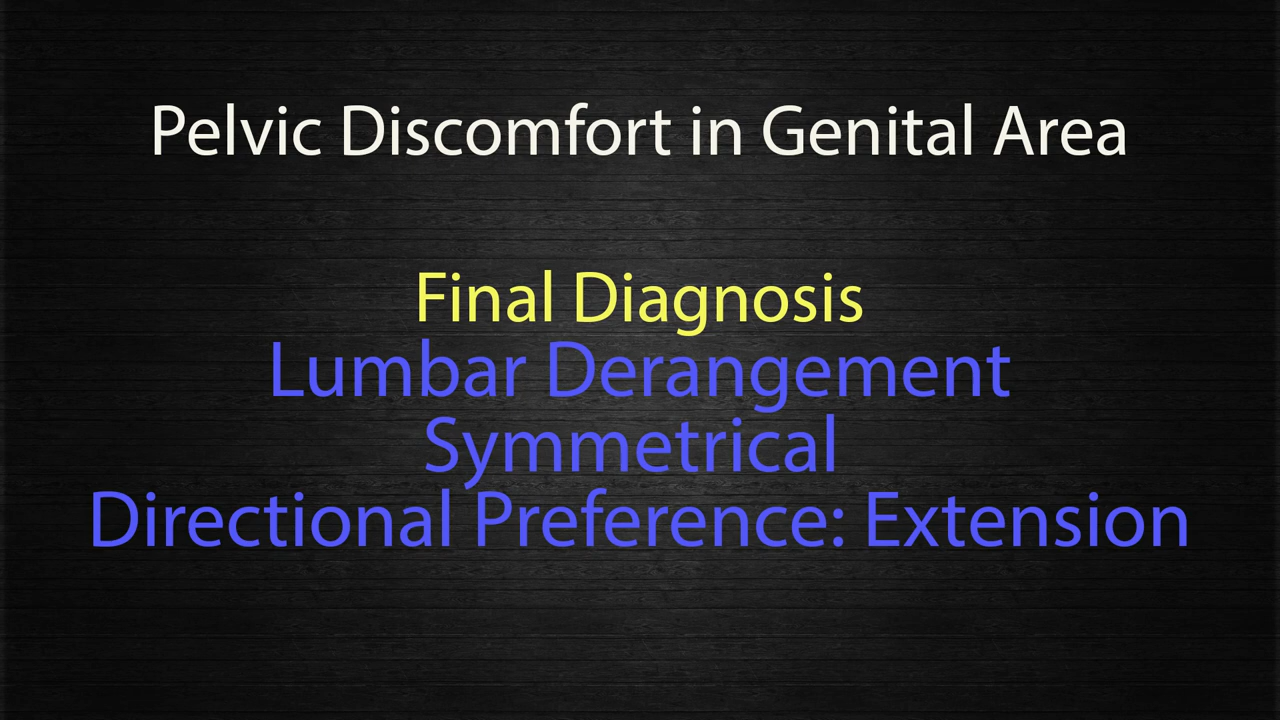 Pelvic Discomfort in Genital Area
Final Diagnosis
Lumbar Derangement
Symmetrical
Directional Preference: Extension